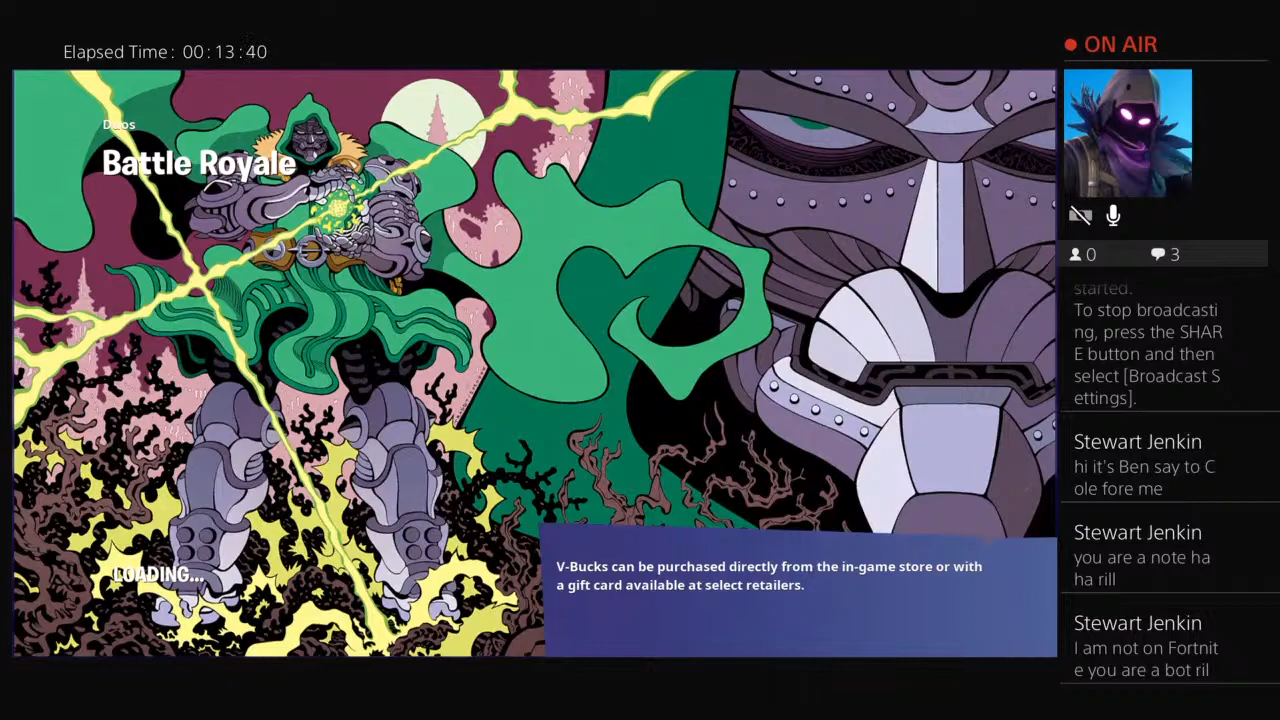 Elapsed Time: 00:13:40
ON AIR
Duos
Battle Royale
0
3
started.
To stop broadcasti
ng, press the SHAR
E button and then
select [Broadcast S
ettings].
Stewart Jenkin
hi it's Ben say to C
ole fore me
Stewart Jenkin
you are a note ha
ha rill
Stewart Jenkin
I am not on Fortnit
e you are a bot ril
LOADING...
V-Bucks can be purchased directly from the in-game store or with
a gift card available at select retailers.